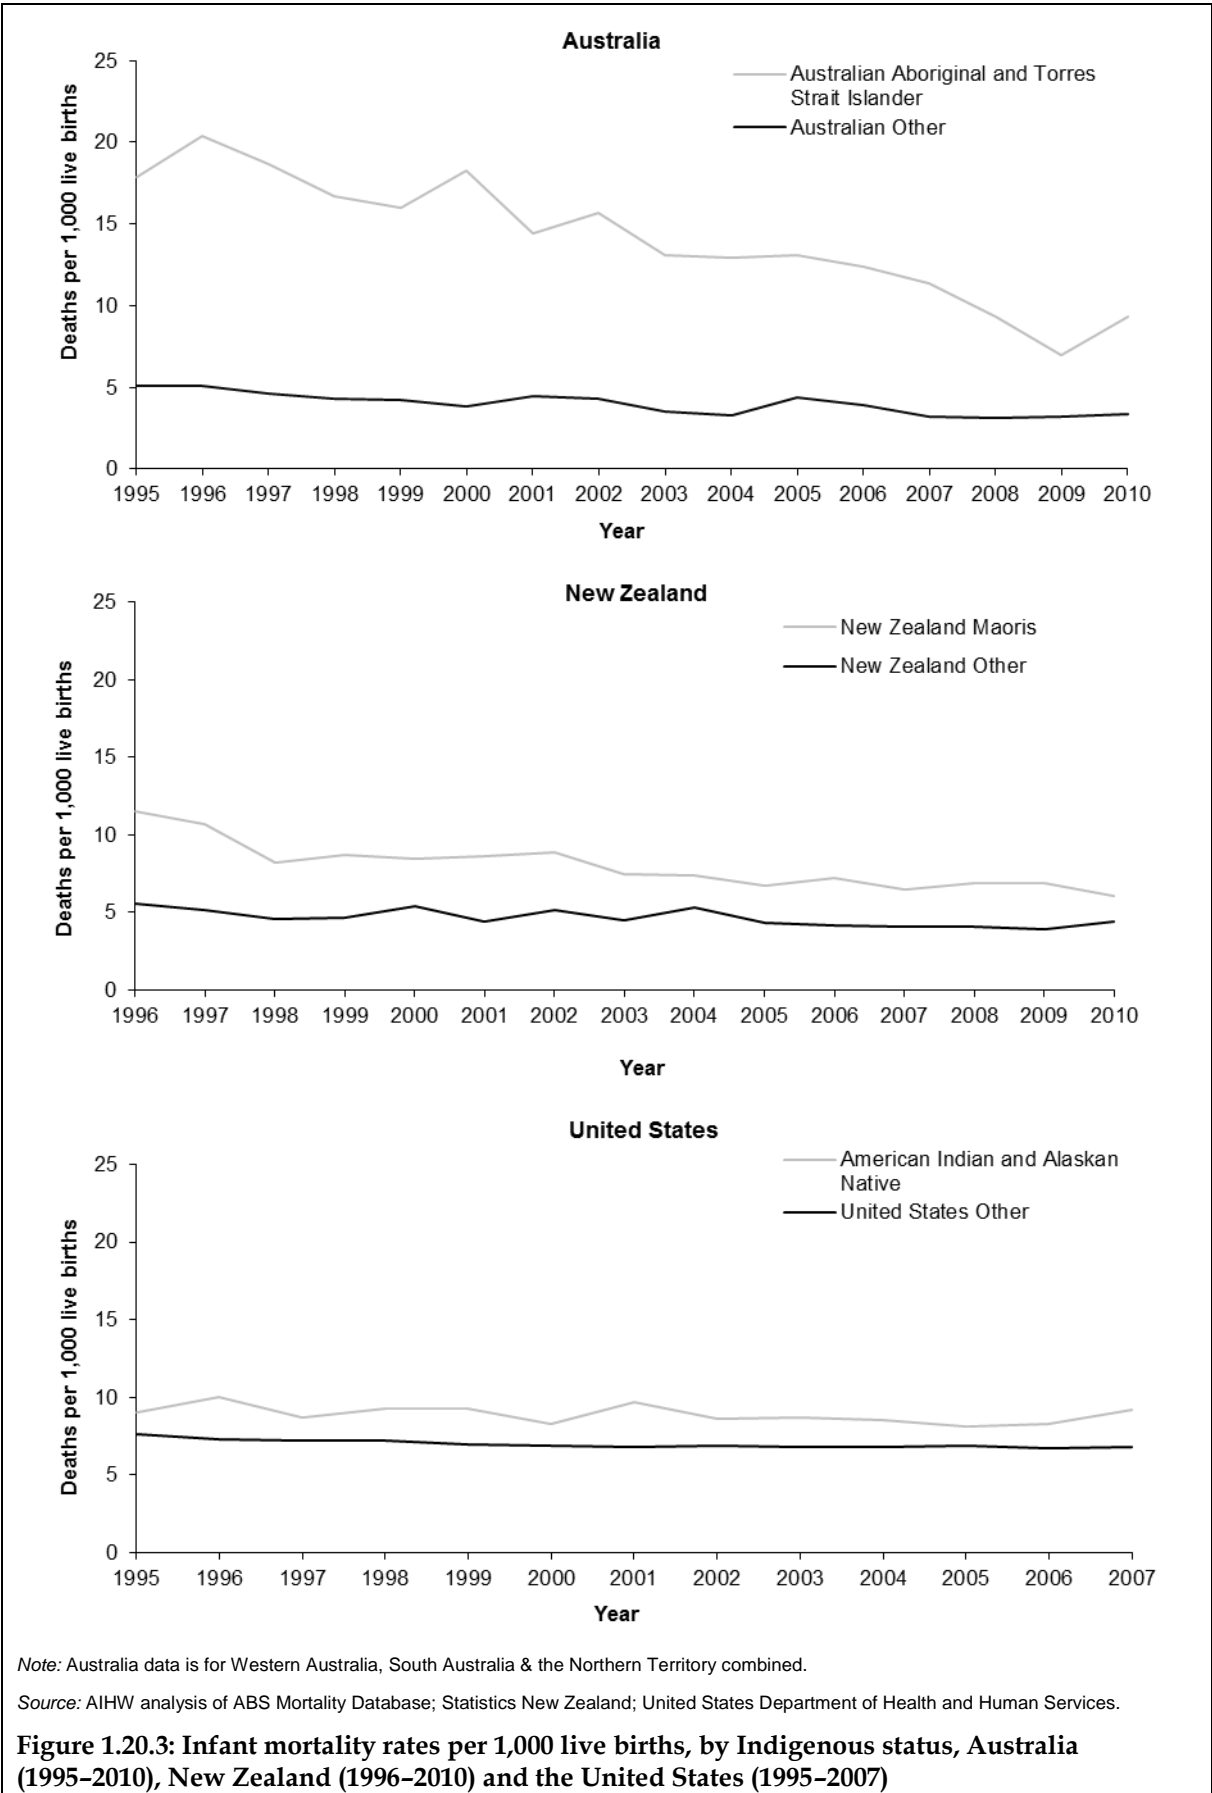 Australia
25
20
15
10
5
0
Deaths per 1,000 live births
Australian Aboriginal and Torres
Strait Islander
Australian Other
1995 1996 1997 1998 1999 2000 2001 2002 2003 2004 2005 2006 2007 2008 2009 2010
Year
New Zealand
25
20
15
10
5
0
Deaths per 1,000 live births
New Zealand Maoris
New Zealand Other
1996 1997 1998 1999 2000 2001 2002 2003 2004 2005 2006 2007 2008 2009 2010
Year
United States
25
20
15
10
5
0
Deaths per 1,000 live births
American Indian and Alaskan
Native
United States Other
1995 1996 1997 1998 1999 2000 2001 2002 2003 2004 2005 2006 2007
Year
Note: Australia data is for Western Australia, South Australia & the Northern Territory combined.
Source: AIHW analysis of ABS Mortality Database; Statistics New Zealand; United States Department of Health and Human Services.
Figure 1.20.3: Infant mortality rates per 1,000 live births, by Indigenous status, Australia
(1995–2010), New Zealand (1996–2010) and the United States (1995–2007)